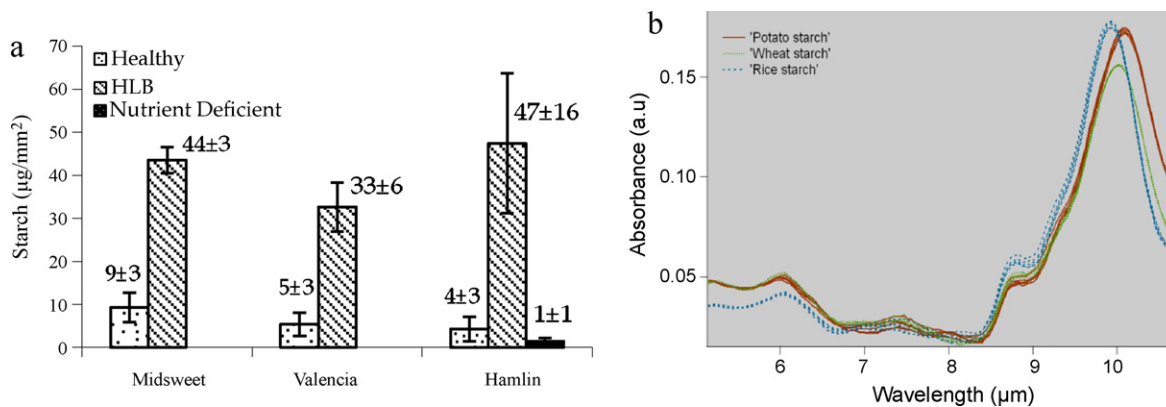 a
Starch (µg/mm²)
70
60
50
40
30
20
10
0
Healthy
HLB
Nutrient Deficient
9±3
44±3
5±3
33±6
4±3
47±16
1±1
Midsweet
Valencia
Hamlin
b
Absorbance (a.u)
0.15
0.10
0.05
'Potato starch'
'Wheat starch'
'Rice starch'
6
7
8
9
10
Wavelength (µm)